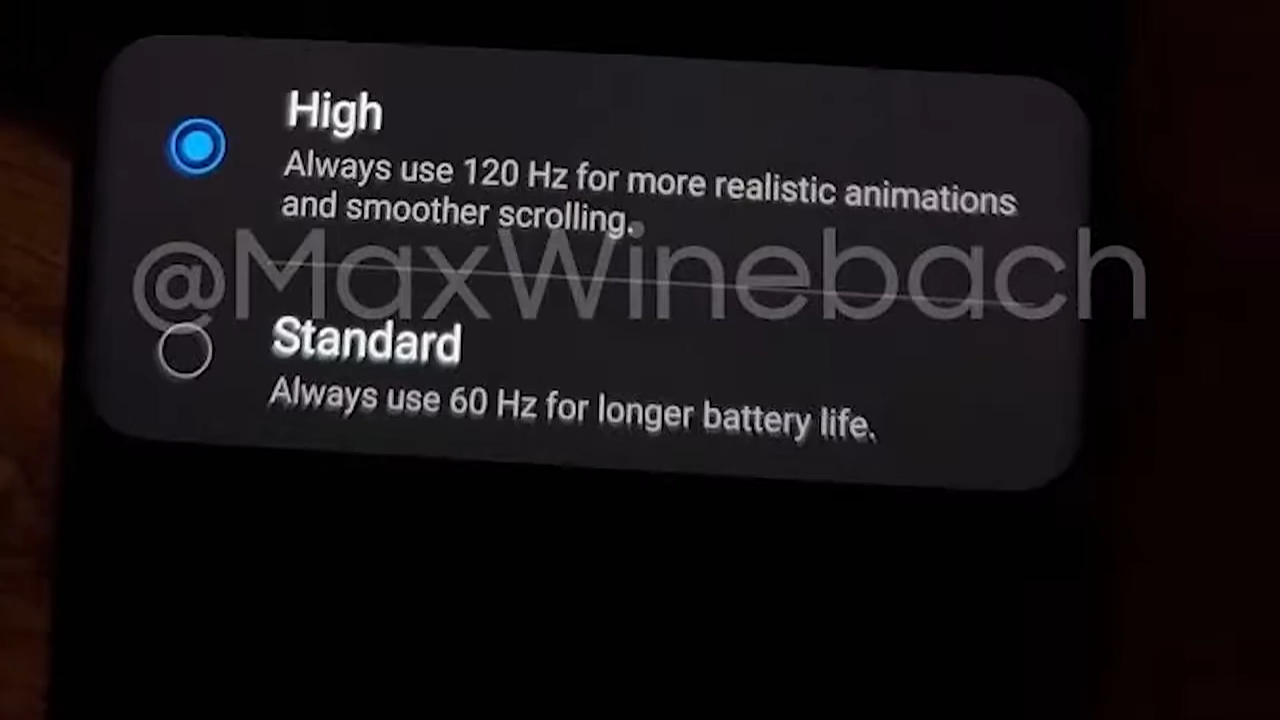 High
Always use 120 Hz for more realistic animations
and smoother scrolling.
@MaxWinebach
Standard
Always use 60 Hz for longer battery life.